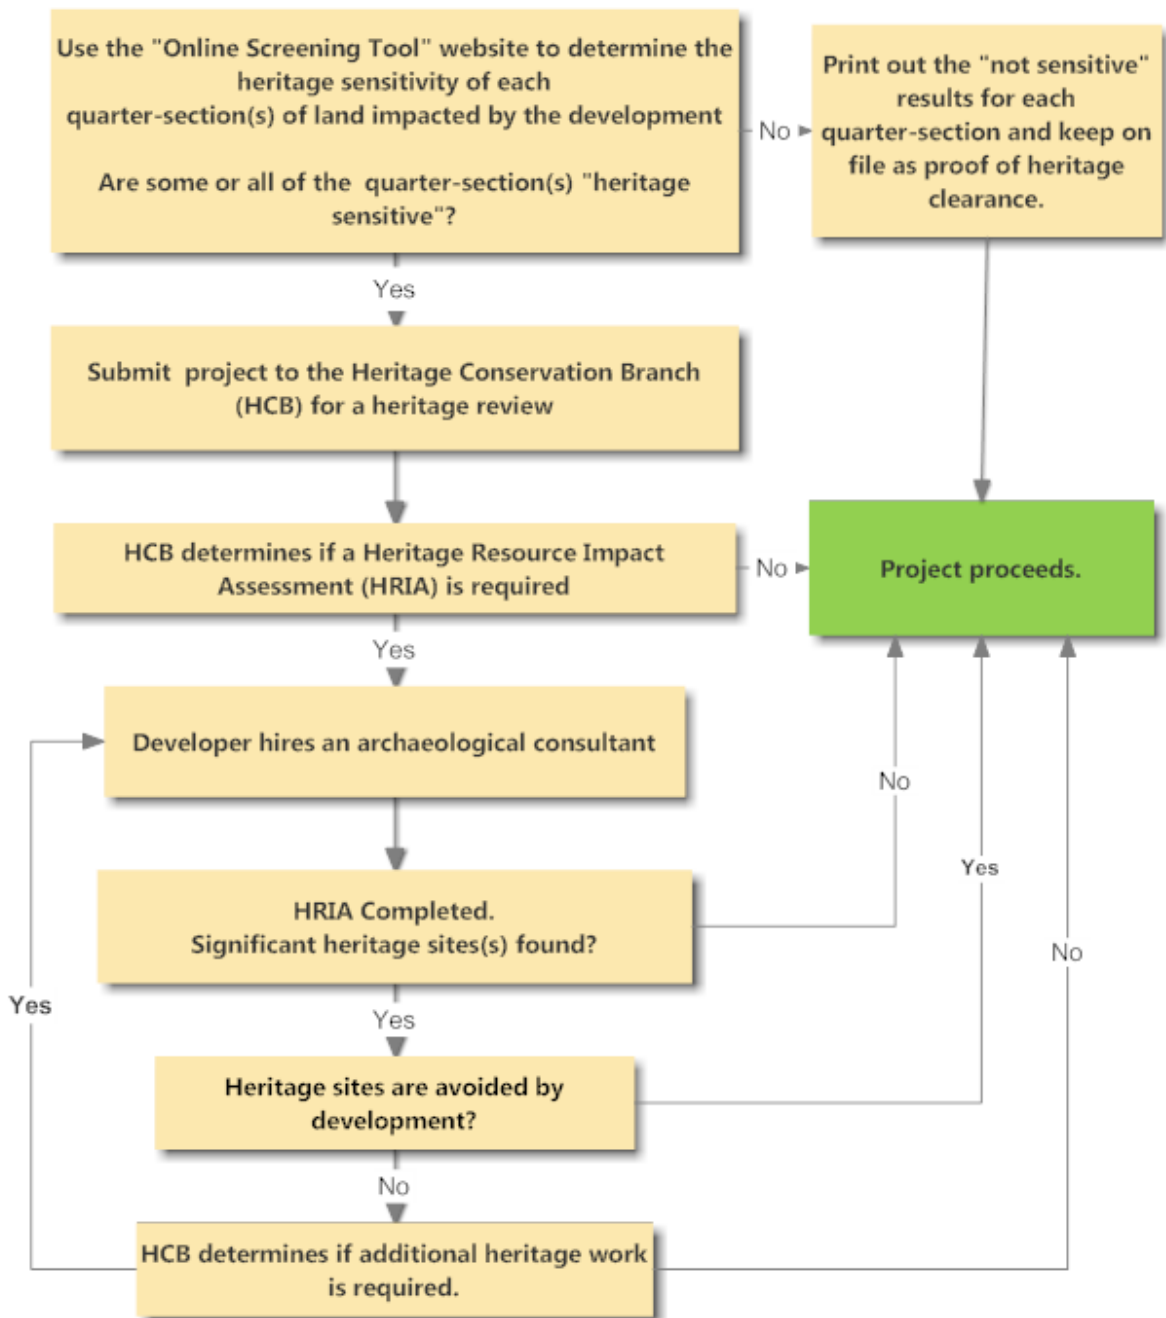 Use the "Online Screening Tool" website to determine the
heritage sensitivity of each
quarter-section(s) of land impacted by the development
Are some or all of the quarter-section(s) "heritage
sensitive"?
No
Print out the "not sensitive"
results for each
quarter-section and keep on
file as proof of heritage
clearance.
Yes
Submit project to the Heritage Conservation Branch
(HCB) for a heritage review
HCB determines if a Heritage Resource Impact
Assessment (HRIA) is required
No
Project proceeds.
Yes
Developer hires an archaeological consultant
No
Yes
No
HRIA Completed.
Significant heritage sites(s) found?
Yes
Yes
Heritage sites are avoided by
development?
No
HCB determines if additional heritage work
is required.